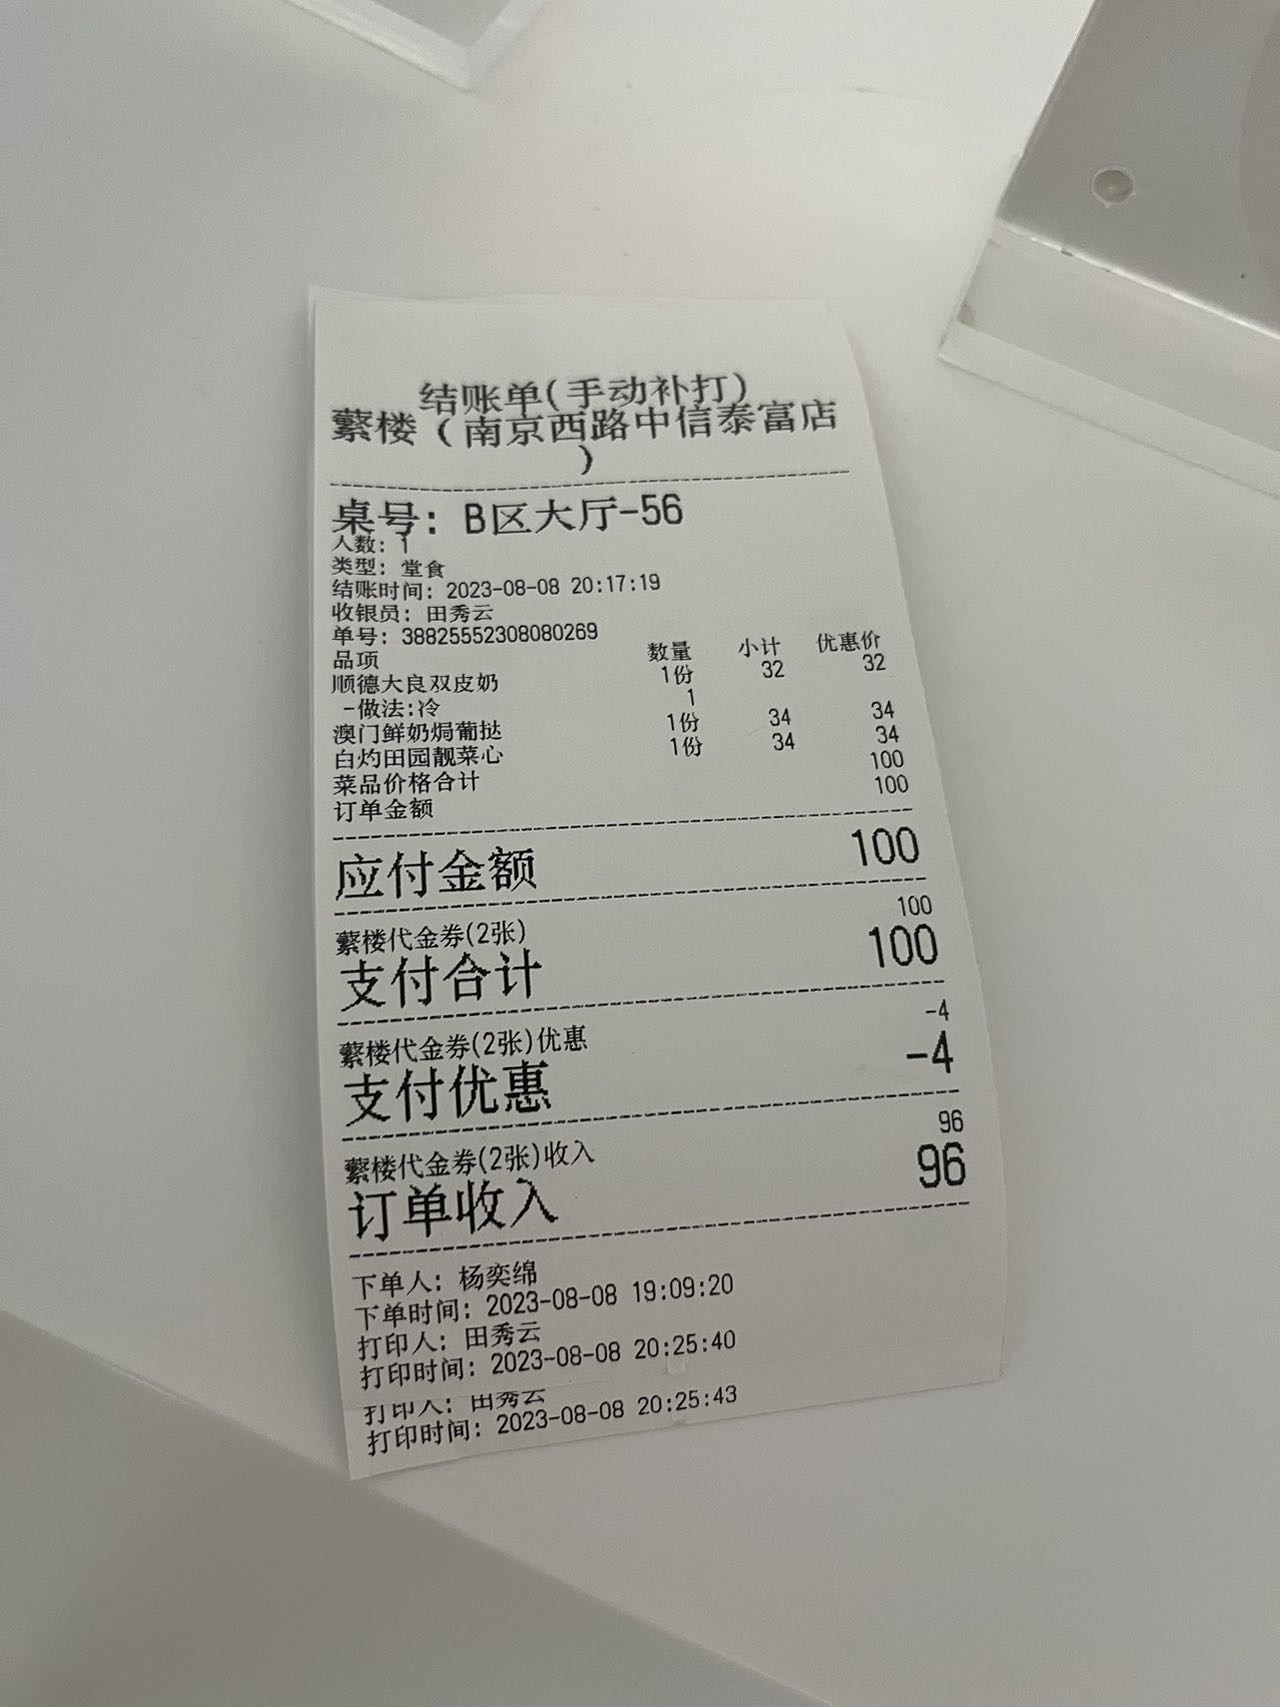 结账单(手动补打)
蘩楼（南京西路中信泰富店
）
桌号: B区大厅-56
人数: 1
类型: 堂食
结账时间: 2023-08-08 20:17:19
收银员: 田秀云
单号: 38825552308080269
品项 数量 小计 优惠价
顺德大良双皮奶 1份 32 32
-做法:冷 1
澳门鲜奶焗葡挞 1份 34 34
白灼田园靓菜心 1份 34 34
菜品价格合计 100
订单金额 100
应付金额 100
蘩楼代金券(2张) 100
支付合计 100
蘩楼代金券(2张)优惠 -4
支付优惠 -4
蘩楼代金券(2张)收入 96
订单收入 96
下单人: 杨奕绵
下单时间: 2023-08-08 19:09:20
打印人: 田秀云
打印时间: 2023-08-08 20:25:40
打印人: 田秀云
打印时间: 2023-08-08 20:25:43